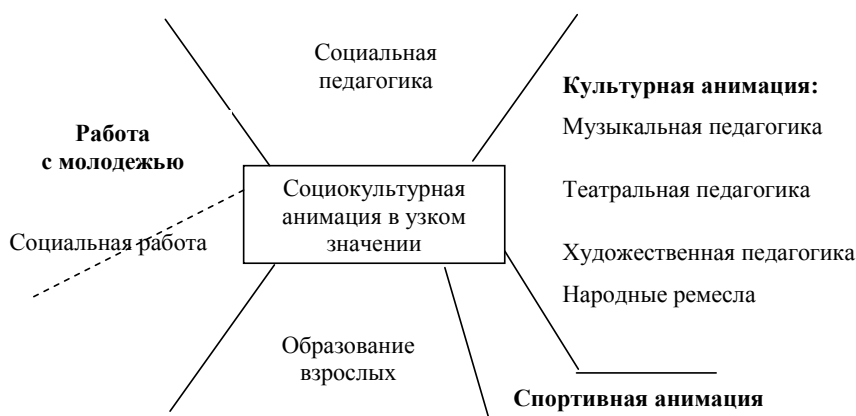 Социальная
педагогика
Культурная анимация:
Музыкальная педагогика
Работа
с молодежью
Социокультурная
анимация в узком
значении
Театральная педагогика
Социальная работа
Художественная педагогика
Народные ремесла
Образование
взрослых
Спортивная анимация